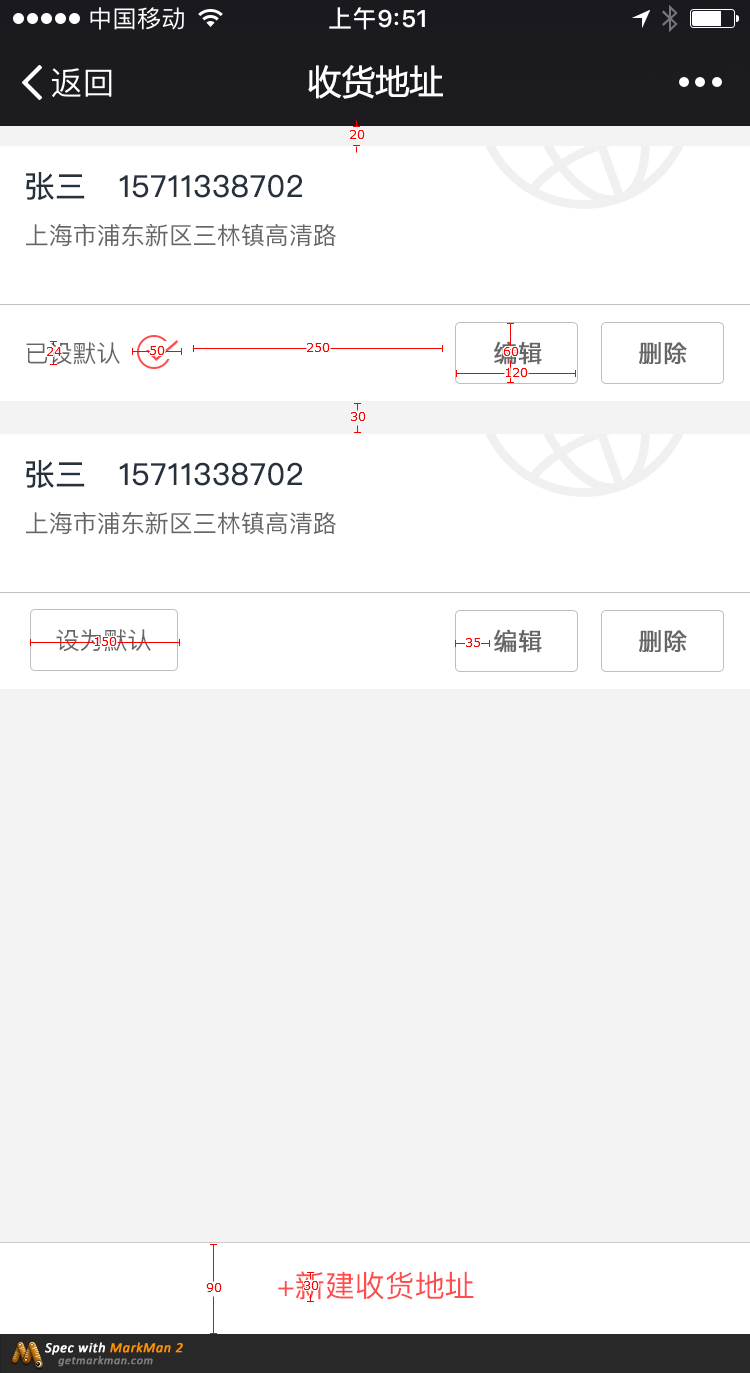 中国移动 上午9:51
返回 收货地址
20
张三 15711338702
上海市浦东新区三林镇高清路
已设默认 24 50 250 编辑 60 120 删除
30
张三 15711338702
上海市浦东新区三林镇高清路
设为默认 150 35 编辑 删除
90 +新建收货地址 30
Spec with MarkMan 2
getmarkman.com